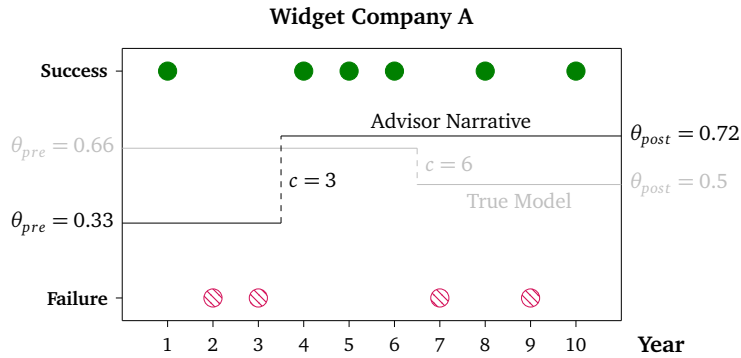 Widget Company A
Success
Advisor Narrative
θpost = 0.72
θpre = 0.66
c = 6
c = 3
θpost = 0.5
True Model
θpre = 0.33
Failure
1 2 3 4 5 6 7 8 9 10 Year